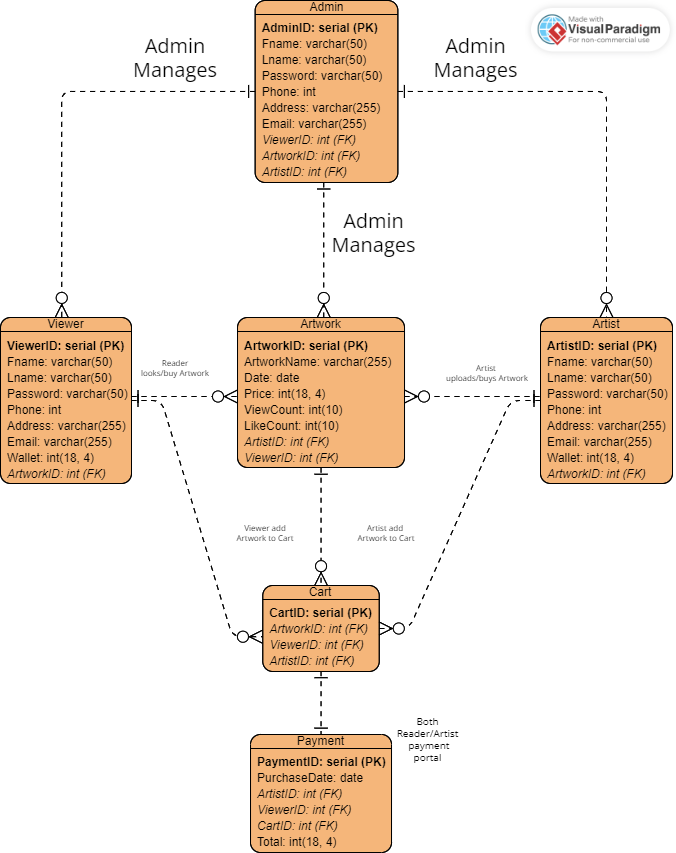 Admin
AdminID: serial (PK)
Fname: varchar(50)
Lname: varchar(50)
Password: varchar(50)
Phone: int
Address: varchar(255)
Email: varchar(255)
ViewerID: int (FK)
ArtworkID: int (FK)
ArtistID: int (FK)
Made with
VisualParadigm
For non-commercial use
Admin
Manages
Admin
Manages
Admin
Manages
Viewer
ViewerID: serial (PK)
Fname: varchar(50)
Lname: varchar(50)
Password: varchar(50)
Phone: int
Address: varchar(255)
Email: varchar(255)
Wallet: int(18, 4)
ArtworkID: int (FK)
Reader
looks/buy Artwork
Artwork
ArtworkID: serial (PK)
ArtworkName: varchar(255)
Date: date
Price: int(18, 4)
ViewCount: int(10)
LikeCount: int(10)
ArtistID: int (FK)
ViewerID: int (FK)
Artist
uploads/buys Artwork
Artist
ArtistID: serial (PK)
Fname: varchar(50)
Lname: varchar(50)
Password: varchar(50)
Phone: int
Address: varchar(255)
Email: varchar(255)
Wallet: int(18, 4)
ArtworkID: int (FK)
Viewer add
Artwork to Cart
Artist add
Artwork to Cart
Cart
CartID: serial (PK)
ArtworkID: int (FK)
ViewerID: int (FK)
ArtistID: int (FK)
Both
Reader/Artist
payment
portal
Payment
PaymentID: serial (PK)
PurchaseDate: date
ArtistID: int (FK)
ViewerID: int (FK)
CartID: int (FK)
Total: int(18, 4)